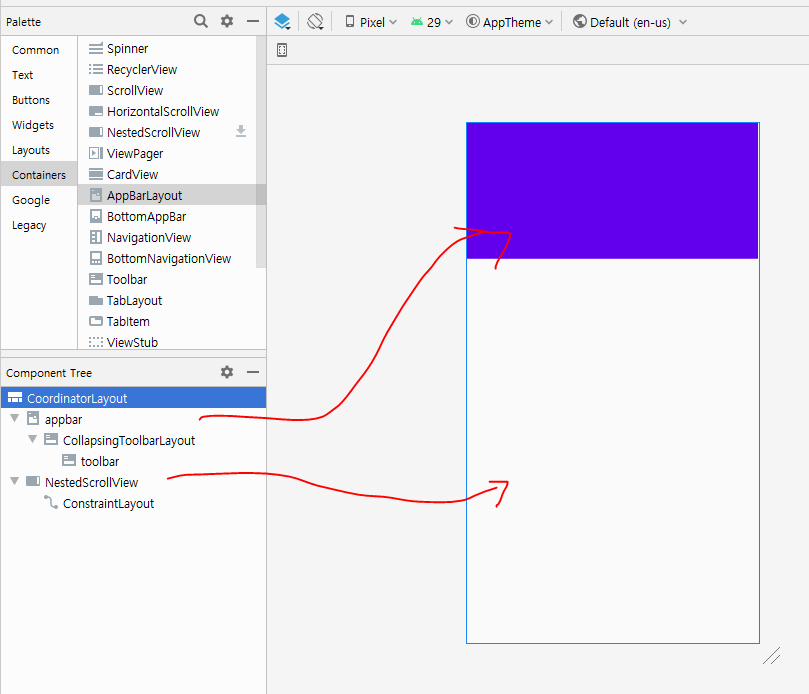 Palette
Pixel
29
AppTheme
Default (en-us)
Common
Text
Buttons
Widgets
Layouts
Containers
Google
Legacy
Spinner
RecyclerView
ScrollView
HorizontalScrollView
NestedScrollView
ViewPager
CardView
AppBarLayout
BottomAppBar
NavigationView
BottomNavigationView
Toolbar
TabLayout
TabItem
ViewStub
Component Tree
CoordinatorLayout
appbar
CollapsingToolbarLayout
toolbar
NestedScrollView
ConstraintLayout